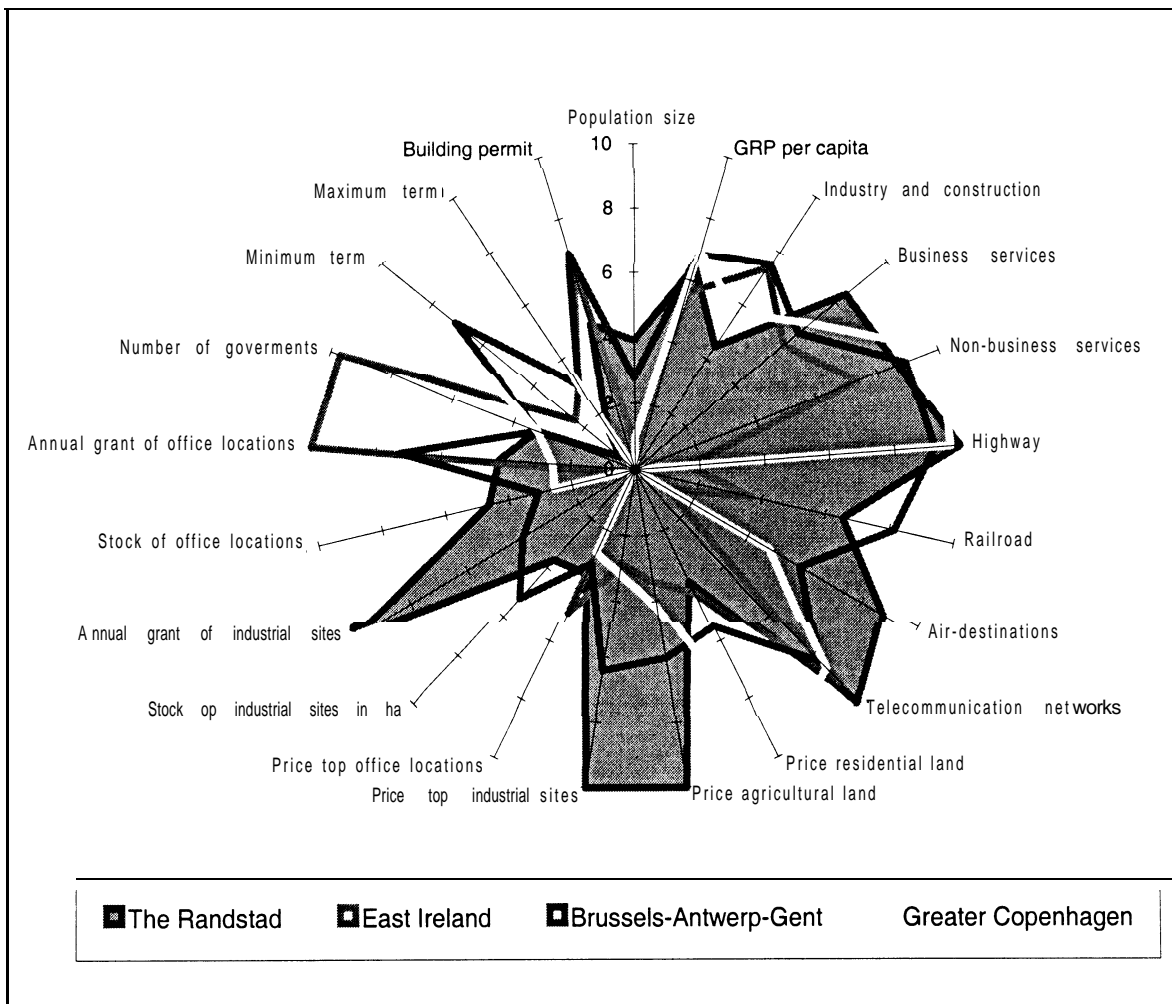 Population size
10
Building permit
GRP per capita
Maximum term
Industry and construction
8
Minimum term
Business services
6
Number of goverments
Non-business services
2
Annual grant of office locations
Highway
0
Stock of office locations
Railroad
Annual grant of industrial sites
Air-destinations
Stock op industrial sites in ha
Telecommunication networks
Price top office locations
Price residential land
Price top industrial sites
Price agricultural land
The Randstad
East Ireland
Brussels-Antwerp-Gent
Greater Copenhagen